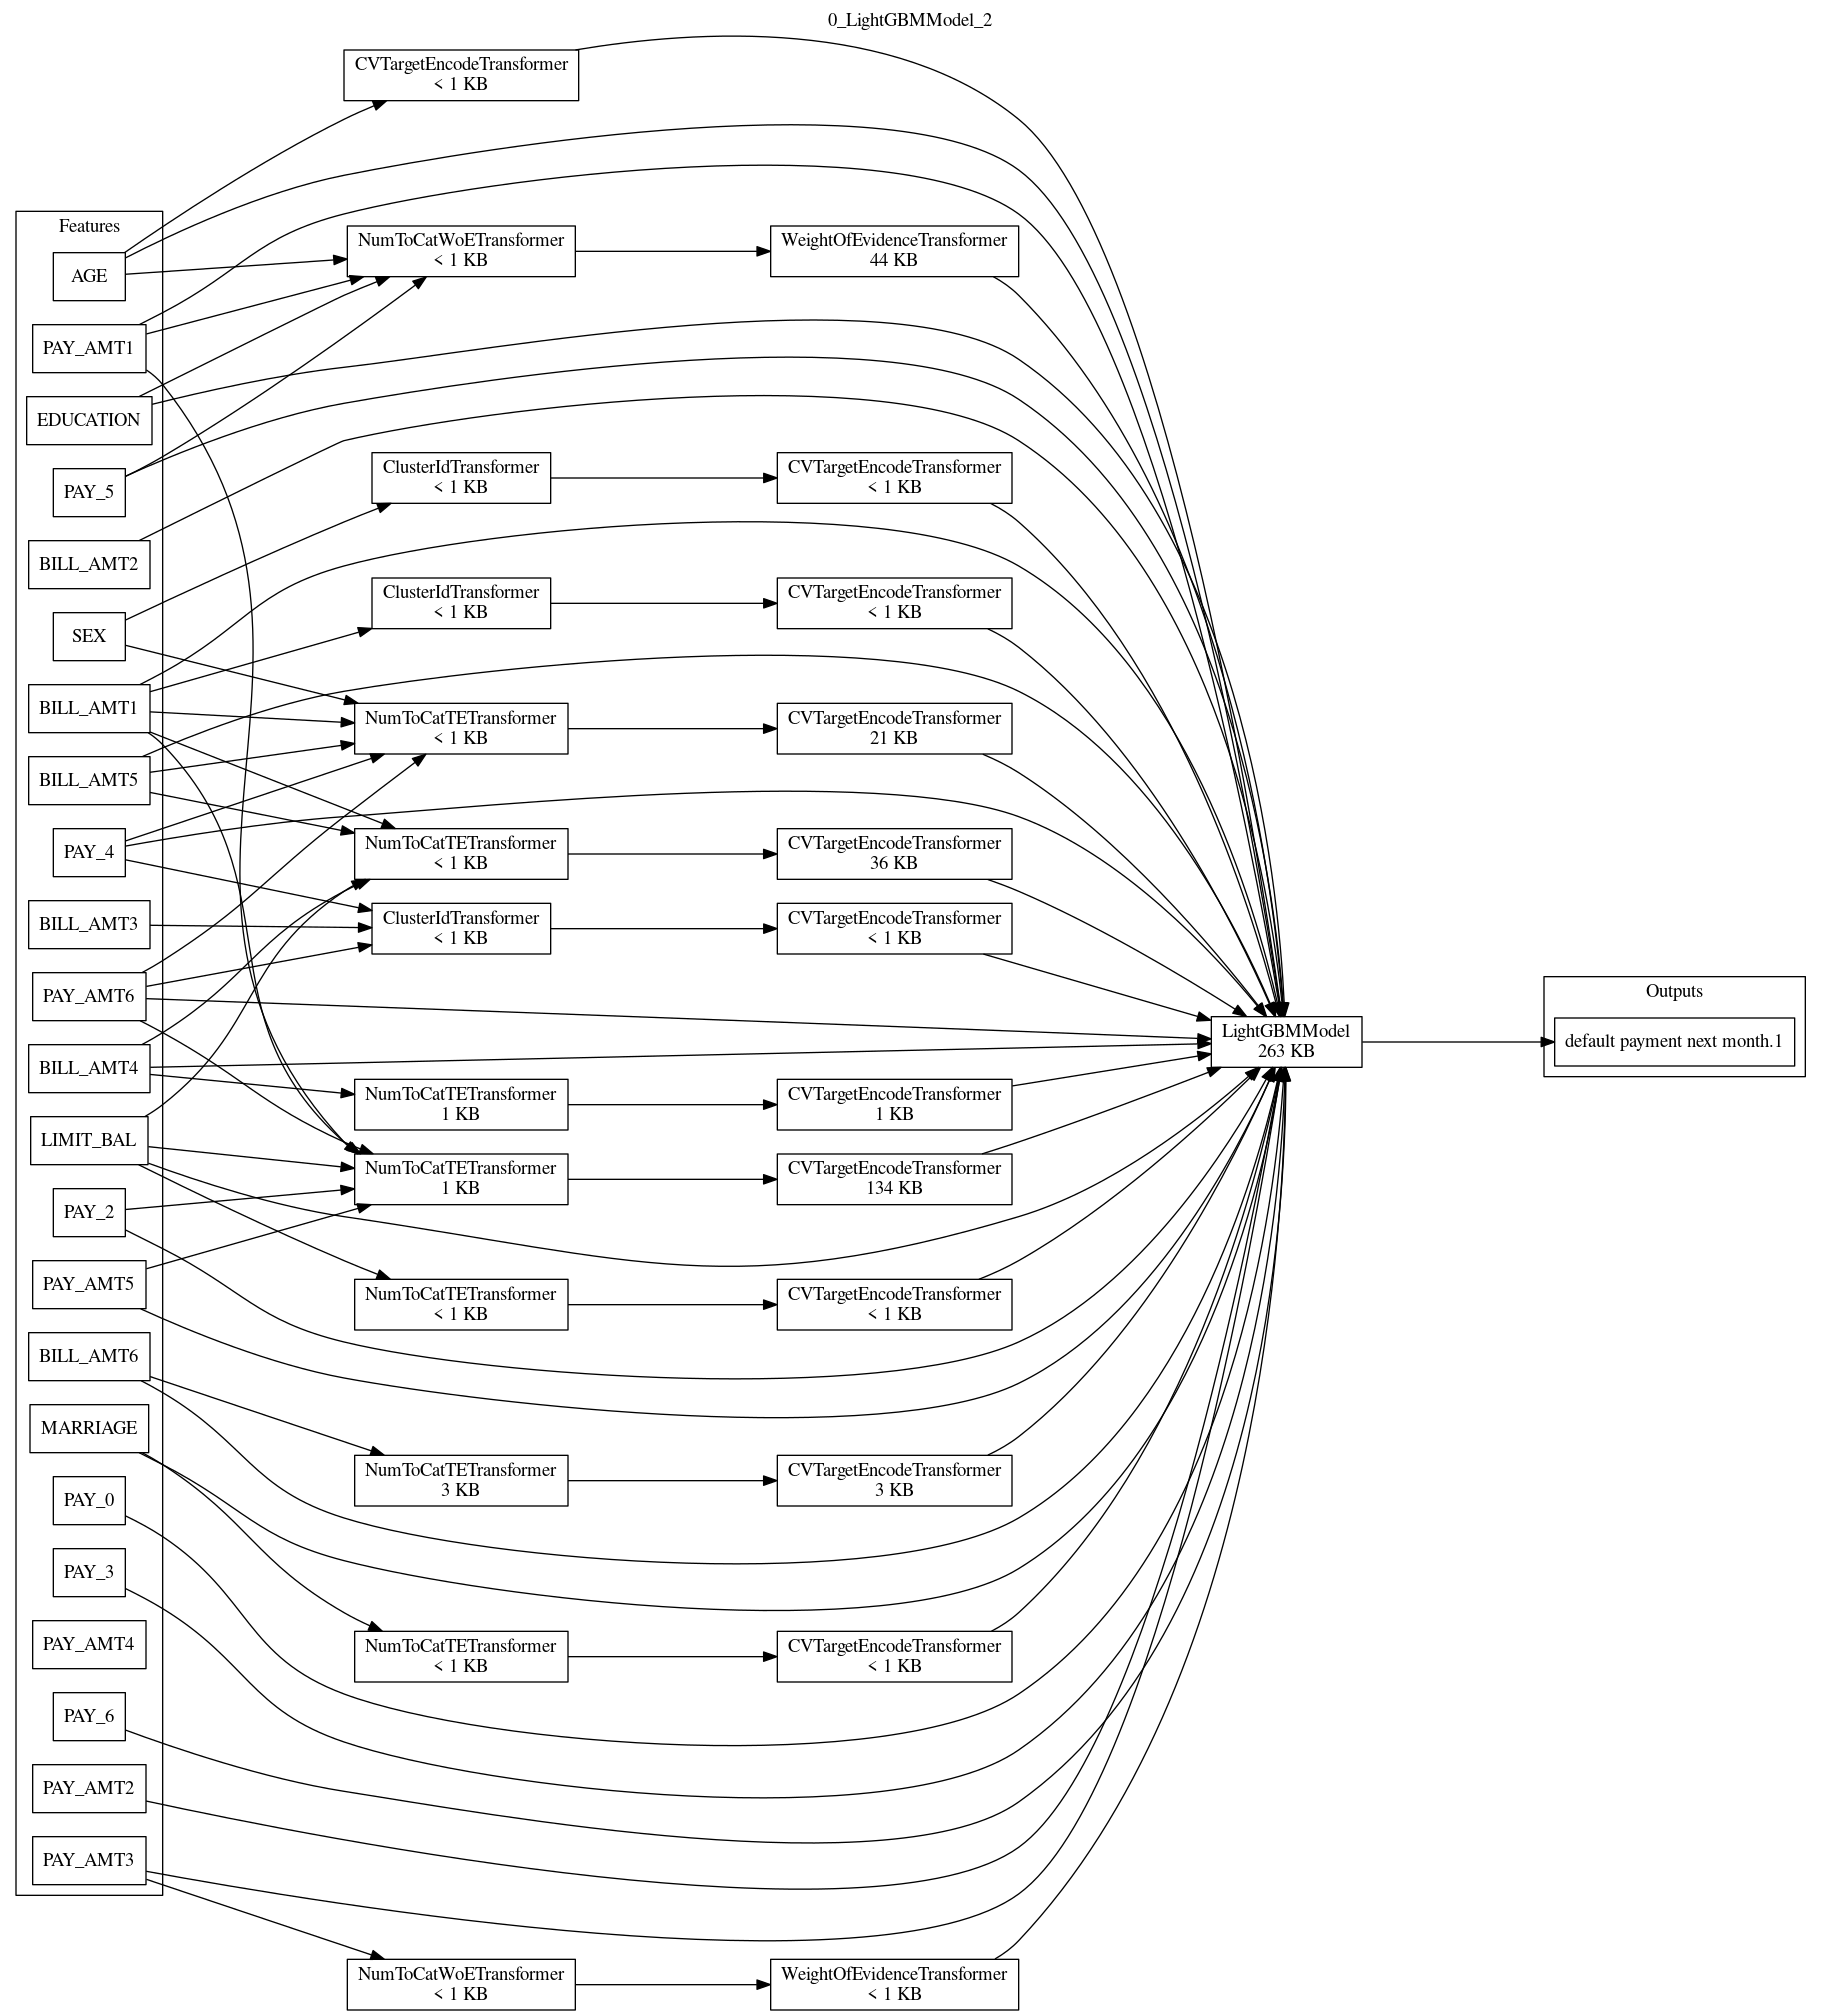 0_LightGBMModel_2
CVTargetEncodeTransformer
< 1 KB
Features
AGE
PAY_AMT1
EDUCATION
PAY_5
BILL_AMT2
SEX
BILL_AMT1
BILL_AMT5
PAY_4
BILL_AMT3
PAY_AMT6
BILL_AMT4
LIMIT_BAL
PAY_2
PAY_AMT5
BILL_AMT6
MARRIAGE
PAY_0
PAY_3
PAY_AMT4
PAY_6
PAY_AMT2
PAY_AMT3
NumToCatWoETransformer
< 1 KB
WeightOfEvidenceTransformer
44 KB
ClusterIdTransformer
< 1 KB
CVTargetEncodeTransformer
< 1 KB
ClusterIdTransformer
< 1 KB
CVTargetEncodeTransformer
< 1 KB
NumToCatTETransformer
< 1 KB
CVTargetEncodeTransformer
21 KB
NumToCatTETransformer
< 1 KB
CVTargetEncodeTransformer
36 KB
ClusterIdTransformer
< 1 KB
CVTargetEncodeTransformer
< 1 KB
NumToCatTETransformer
1 KB
CVTargetEncodeTransformer
1 KB
NumToCatTETransformer
1 KB
CVTargetEncodeTransformer
134 KB
NumToCatTETransformer
< 1 KB
CVTargetEncodeTransformer
< 1 KB
NumToCatTETransformer
3 KB
CVTargetEncodeTransformer
3 KB
NumToCatTETransformer
< 1 KB
CVTargetEncodeTransformer
< 1 KB
NumToCatWoETransformer
< 1 KB
WeightOfEvidenceTransformer
< 1 KB
LightGBMModel
263 KB
Outputs
default payment next month.1